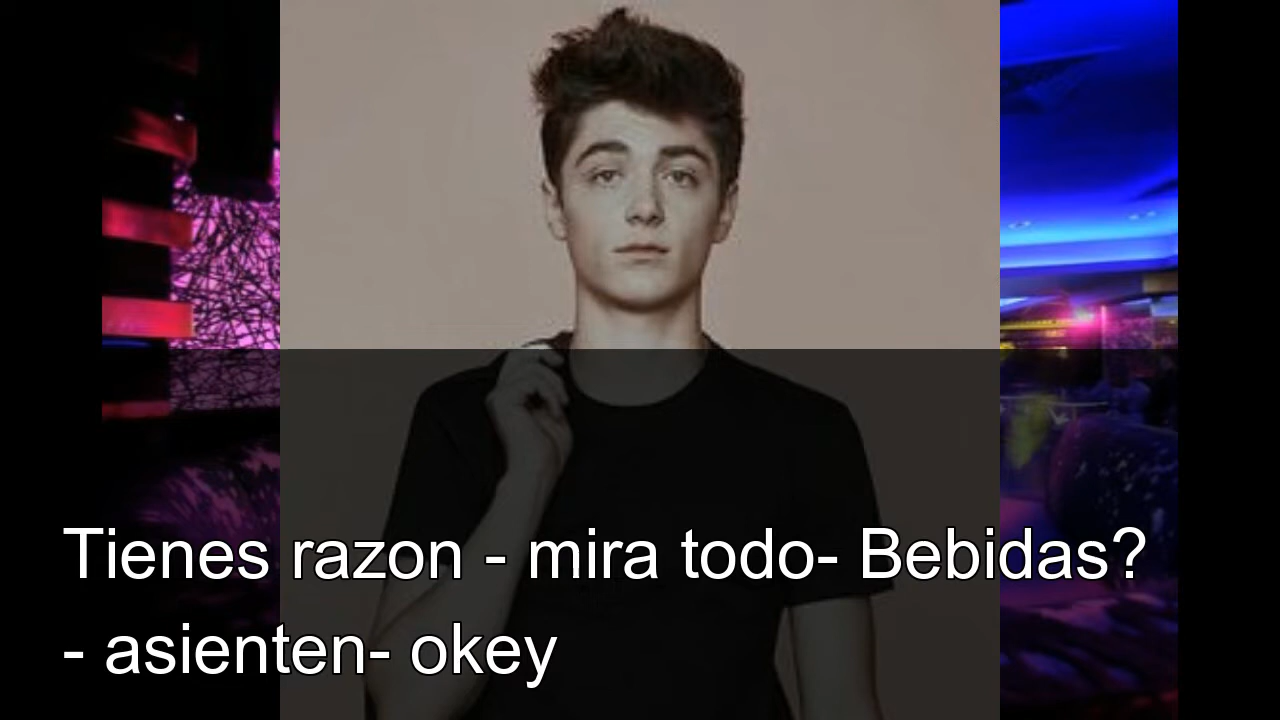 Tienes razon - mira todo- Bebidas?
- asienten- okey